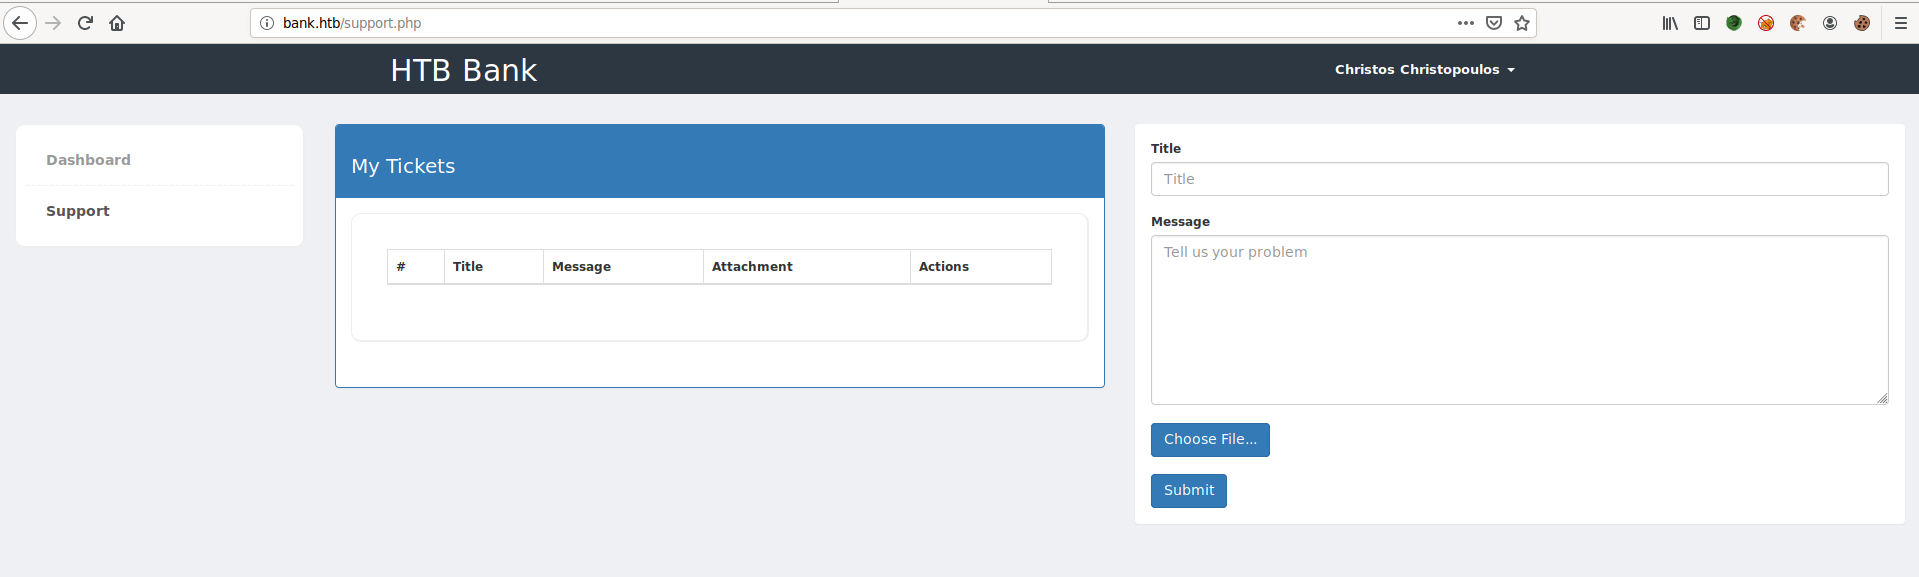 bank.htb/support.php
HTB Bank
Christos Christopoulos
Dashboard
Support
My Tickets
# Title Message Attachment Actions
Title
Title
Message
Tell us your problem
Choose File...
Submit